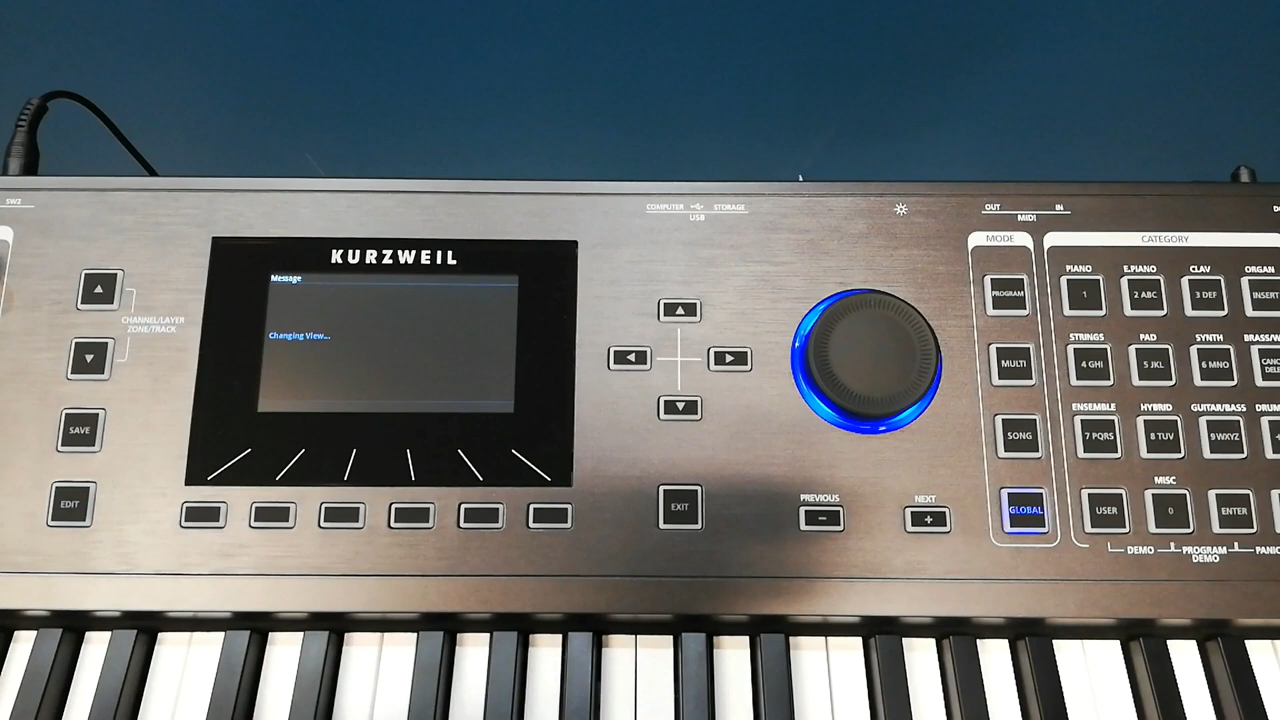 SW2
COMPUTER STORAGE
USB
OUT IN
MIDI
KURZWEIL
Message
Changing View...
CHANNEL/LAYER
ZONE/TRACK
SAVE
EDIT
EXIT
PREVIOUS
-
NEXT
+
MODE
PROGRAM
MULTI
SONG
GLOBAL
CATEGORY
PIANO E.PIANO CLAV ORGAN
1 2 ABC 3 DEF INSERT
STRINGS PAD SYNTH
4 GHI 5 JKL 6 MNO
ENSEMBLE HYBRID GUITAR/BASS
7 PQRS 8 TUV 9 WXYZ
MISC
USER 0 ENTER
DEMO PROGRAM
DEMO